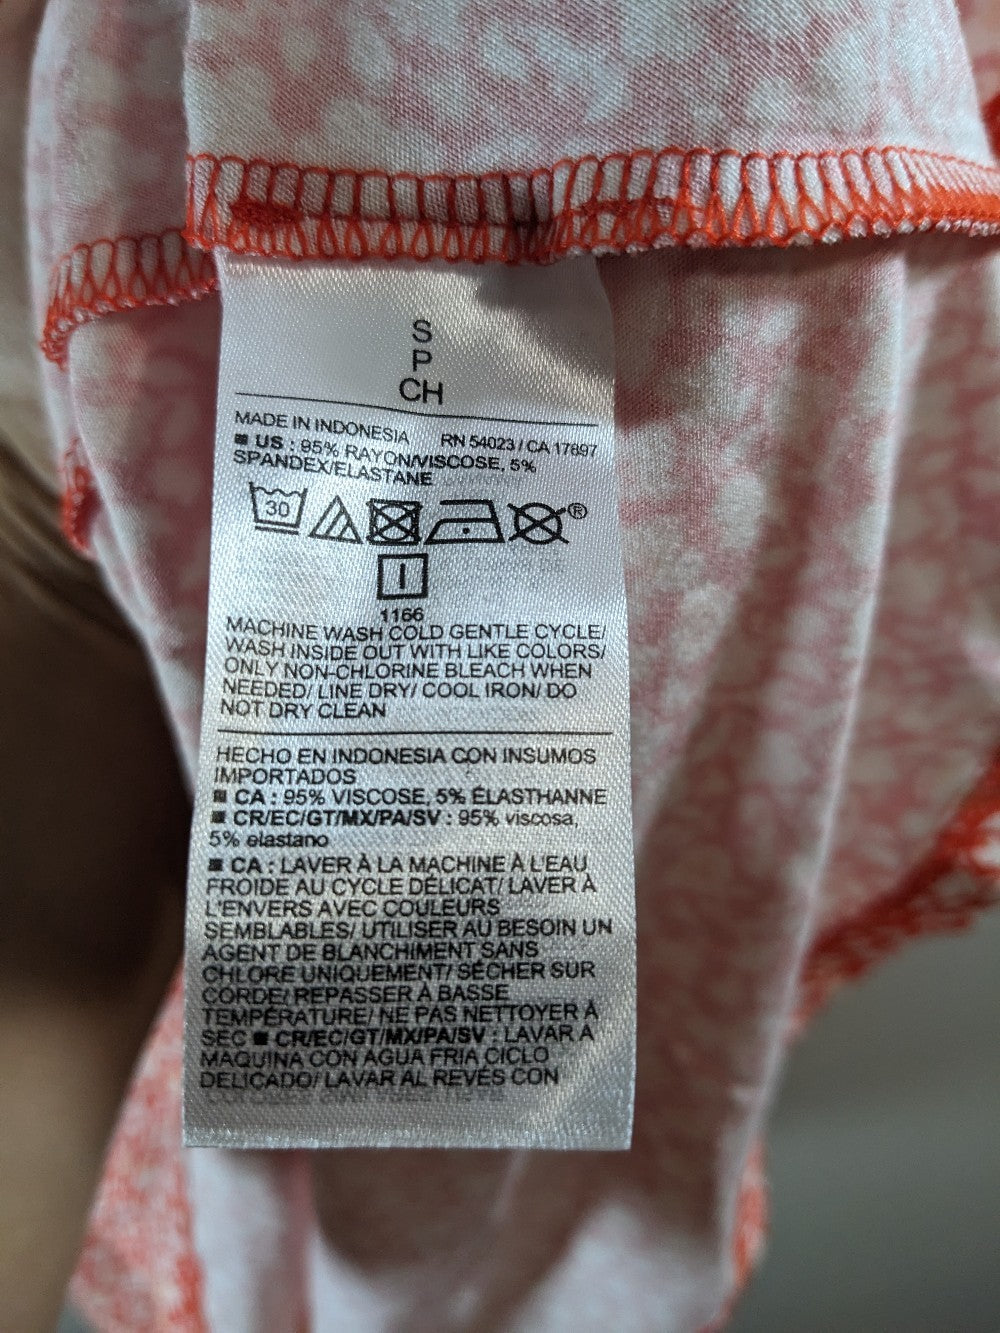 S
P
CH
MADE IN INDONESIA RN 54023 / CA 17897
■ US : 95% RAYON/VISCOSE, 5%
SPANDEX/ELASTANE
30 ®
1166
MACHINE WASH COLD GENTLE CYCLE/
WASH INSIDE OUT WITH LIKE COLORS/
ONLY NON-CHLORINE BLEACH WHEN
NEEDED/ LINE DRY/ COOL IRON/ DO
NOT DRY CLEAN
HECHO EN INDONESIA CON INSUMOS
IMPORTADOS
■ CA : 95% VISCOSE, 5% ÉLASTHANNE
■ CR/EC/GT/MX/PA/SV : 95% viscosa,
5% elastano
■ CA : LAVER À LA MACHINE À L'EAU
FROIDE AU CYCLE DÉLICAT/ LAVER À
L'ENVERS AVEC COULEURS
SEMBLABLES/ UTILISER AU BESOIN UN
AGENT DE BLANCHIMENT SANS
CHLORE UNIQUEMENT/ SÉCHER SUR
CORDE/ REPASSER À BASSE
TEMPÉRATURE/ NE PAS NETTOYER À
SEC ■ CR/EC/GT/MX/PA/SV : LAVAR A
MAQUINA CON AGUA FRIA CICLO
DELICADO/ LAVAR AL REVÉS CON